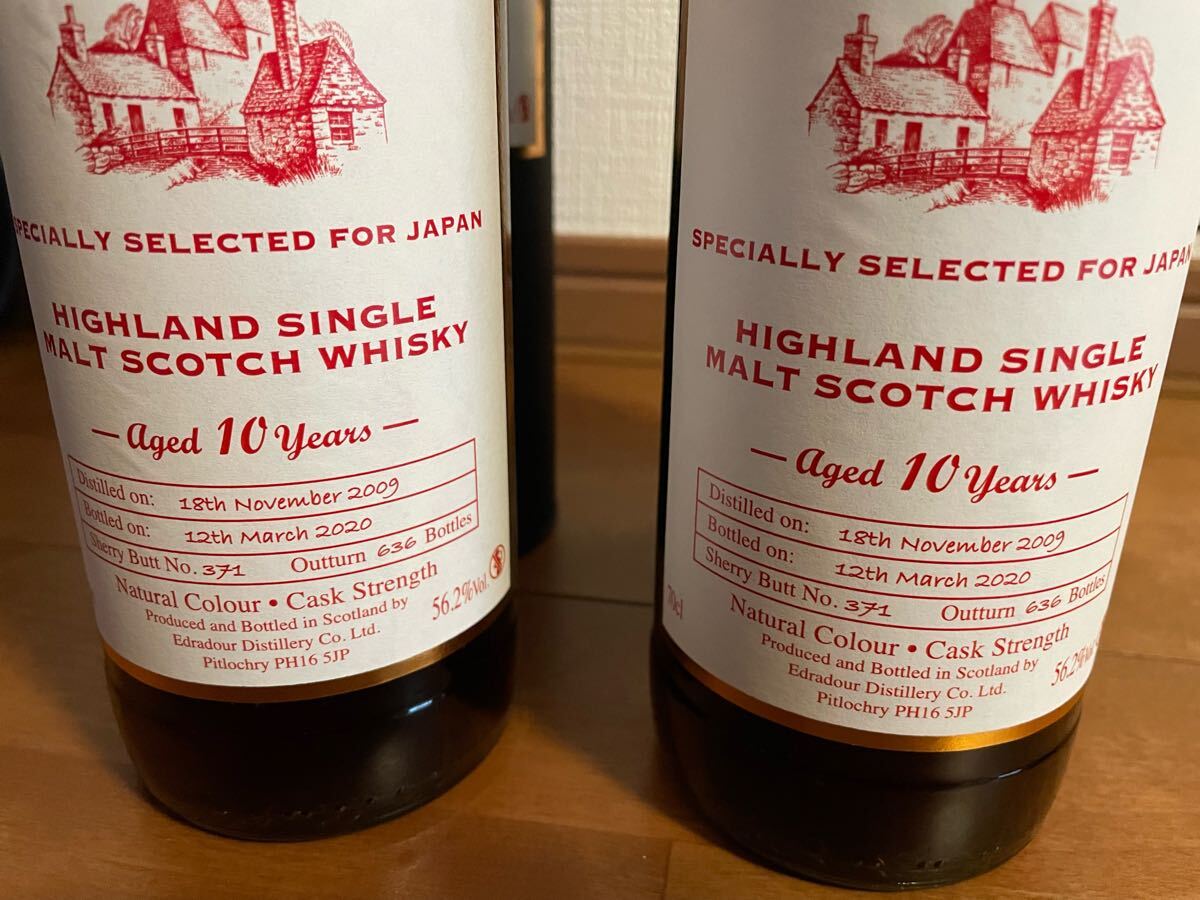 SPECIALLY SELECTED FOR JAPAN
HIGHLAND SINGLE
MALT SCOTCH WHISKY
— Aged 10 Years —
Distilled on: 18th November 2009
Bottled on: 12th March 2020
Sherry Butt No. 371 Outturn 636 Bottles
Natural Colour • Cask Strength
Produced and Bottled in Scotland by
Edradour Distillery Co. Ltd.
Pitlochry PH16 5JP
56.2%Vol.
SPECIALLY SELECTED FOR JAPAN
HIGHLAND SINGLE
MALT SCOTCH WHISKY
— Aged 10 Years —
Distilled on: 18th November 2009
Bottled on: 12th March 2020
Sherry Butt No. 371 Outturn 636 Bottles
70cl
Natural Colour • Cask Strength
Produced and Bottled in Scotland by
Edradour Distillery Co. Ltd.
Pitlochry PH16 5JP
56.2%Vol.